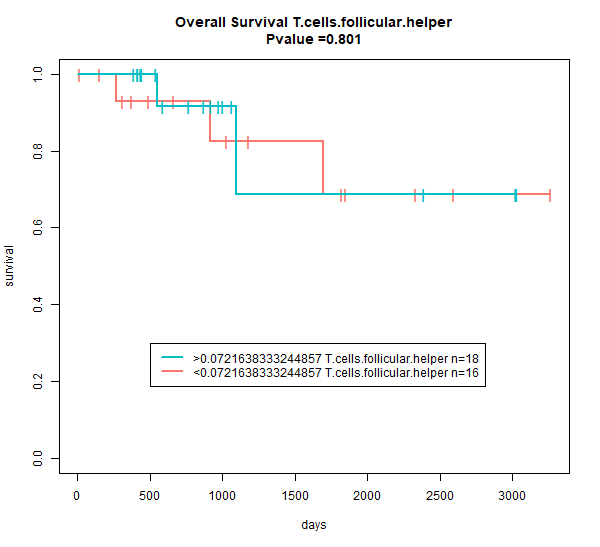 Overall Survival T.cells.follicular.helper
Pvalue =0.801
survival
1.0
0.8
0.6
0.4
0.2
0.0
>0.0721638333244857 T.cells.follicular.helper n=18
<0.0721638333244857 T.cells.follicular.helper n=16
0 500 1000 1500 2000 2500 3000
days